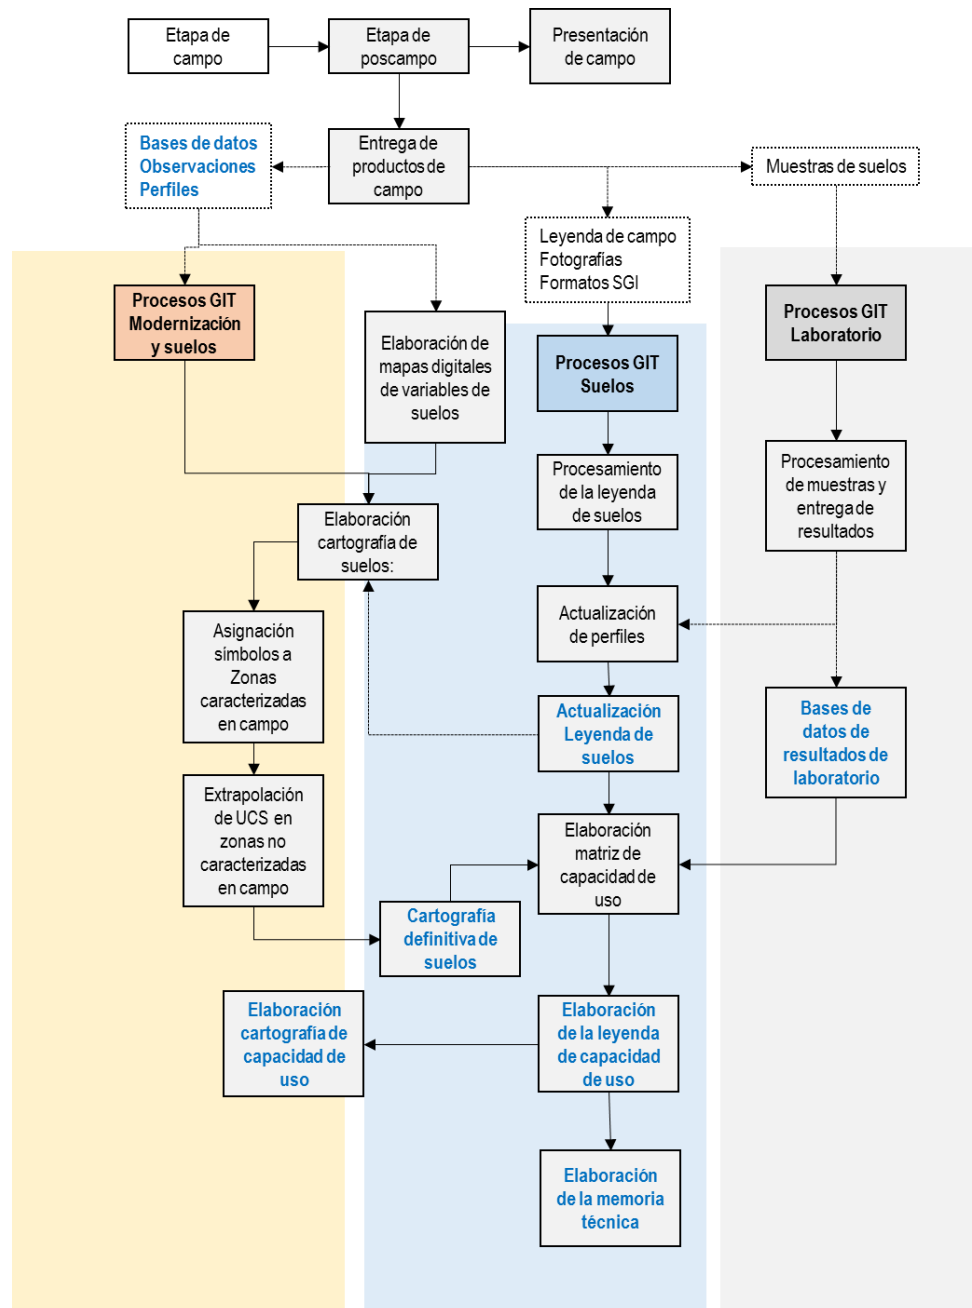 Etapa de
campo
Etapa de
poscampo
Presentación
de campo
Bases de datos
Observaciones
Perfiles
Entrega de
productos de
campo
Muestras de suelos
Leyenda de campo
Fotografías
Formatos SGI
Procesos GIT
Modernización
y suelos
Elaboración de
mapas digitales
de variables de
suelos
Procesos GIT
Suelos
Procesos GIT
Laboratorio
Procesamiento
de la leyenda
de suelos
Procesamiento
de muestras y
entrega de
resultados
Elaboración
cartografía de
suelos:
Actualización
de perfiles
Asignación
símbolos a
Zonas
caracterizadas
en campo
Actualización
Leyenda de
suelos
Bases de
datos de
resultados de
laboratorio
Extrapolación
de UCS en
zonas no
caracterizadas
en campo
Elaboración
matriz de
capacidad de
uso
Cartografía
definitiva de
suelos
Elaboración
cartografía de
capacidad de
uso
Elaboración
de la leyenda
de capacidad
de uso
Elaboración
de la memoria
técnica